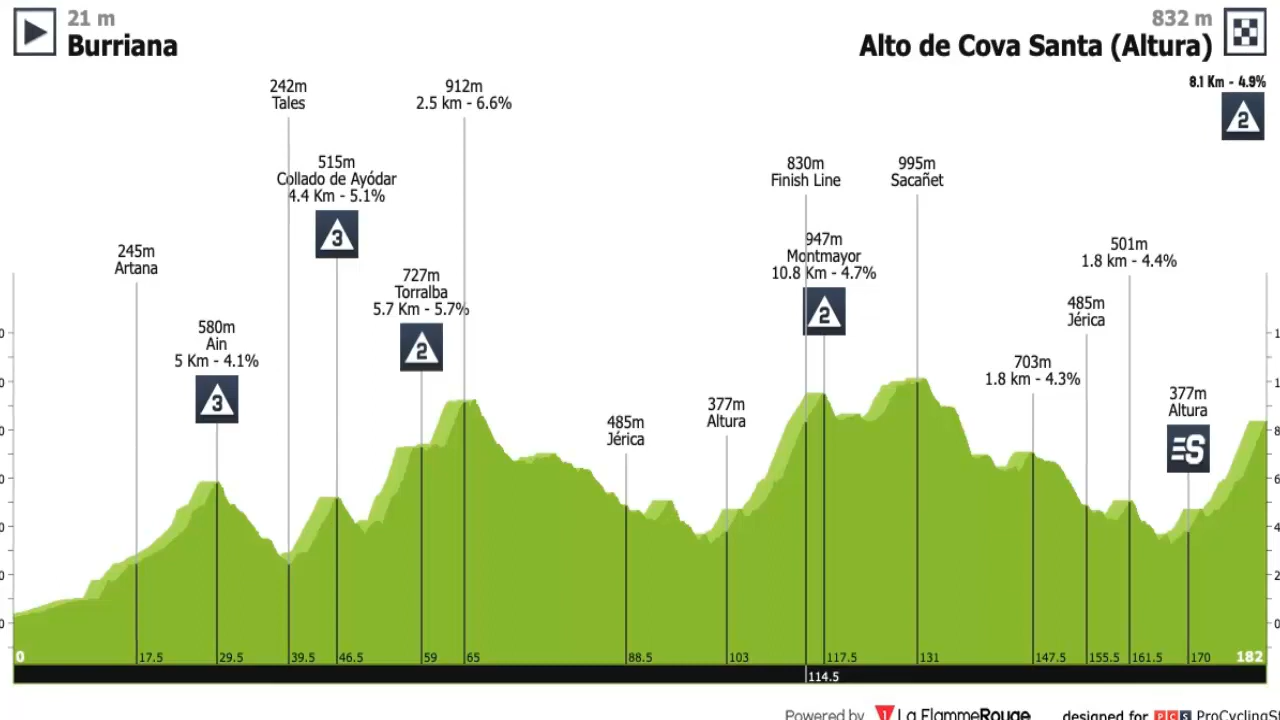 21 m
Burriana
832 m
Alto de Cova Santa (Altura)
8.1 Km - 4.9%
2
242m
Tales
912m
2.5 km - 6.6%
515m
Collado de Ayódar
4.4 Km - 5.1%
3
830m
Finish Line
995m
Sacañet
245m
Artana
947m
Montmayor
10.8 Km - 4.7%
2
501m
1.8 km - 4.4%
727m
Torralba
5.7 Km - 5.7%
2
485m
Jérica
580m
Ain
5 Km - 4.1%
3
703m
1.8 km - 4.3%
377m
Altura
S
485m
Jérica
377m
Altura
0 17.5 29.5 39.5 46.5 59 65 88.5 103 117.5 131 147.5 155.5 161.5 170 182
114.5
Powered by La FlammeRouge designed for PCS ProCyclingSt